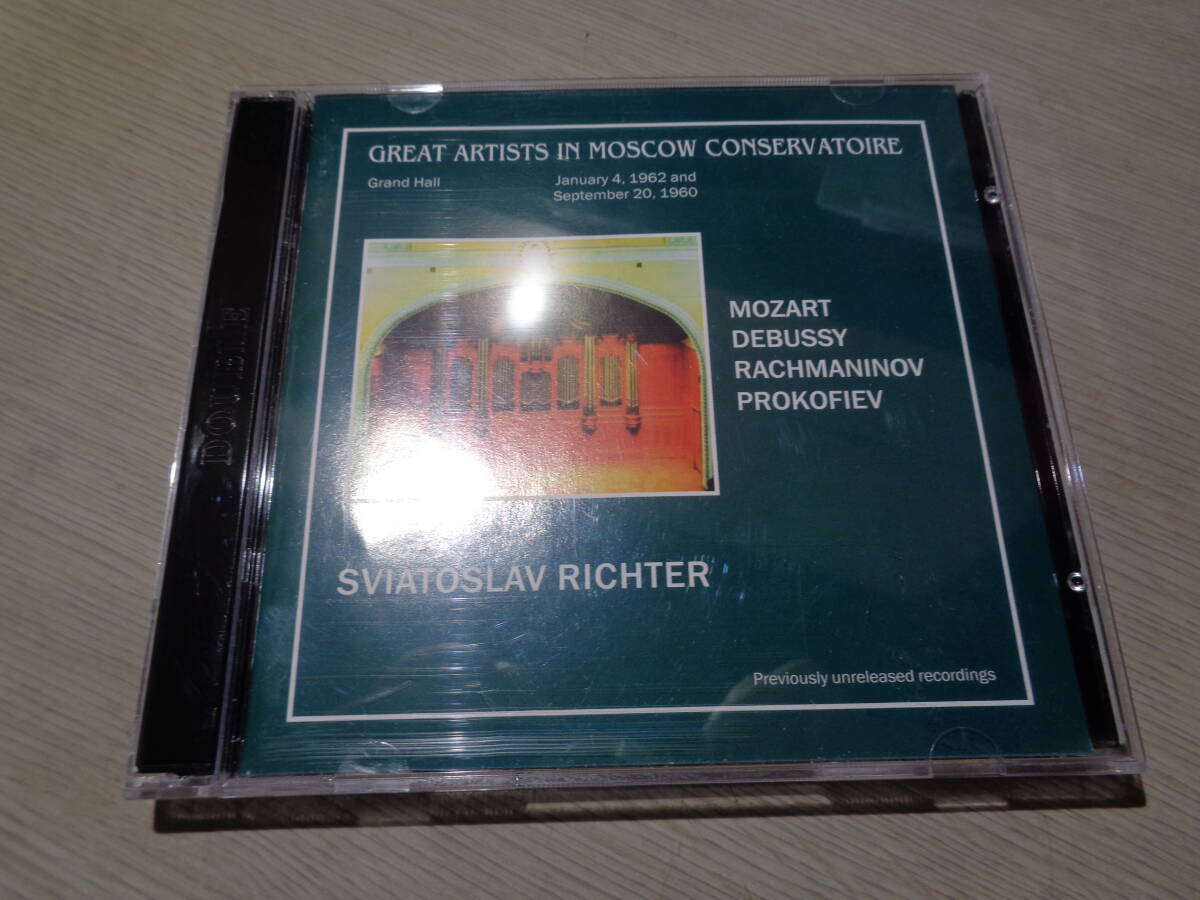 GREAT ARTISTS IN MOSCOW CONSERVATOIRE
Grand Hall
January 4, 1962 and
September 20, 1960
MOZART
DEBUSSY
RACHMANINOV
PROKOFIEV
SVIATOSLAV RICHTER
Previously unreleased recordings
DOUBLE